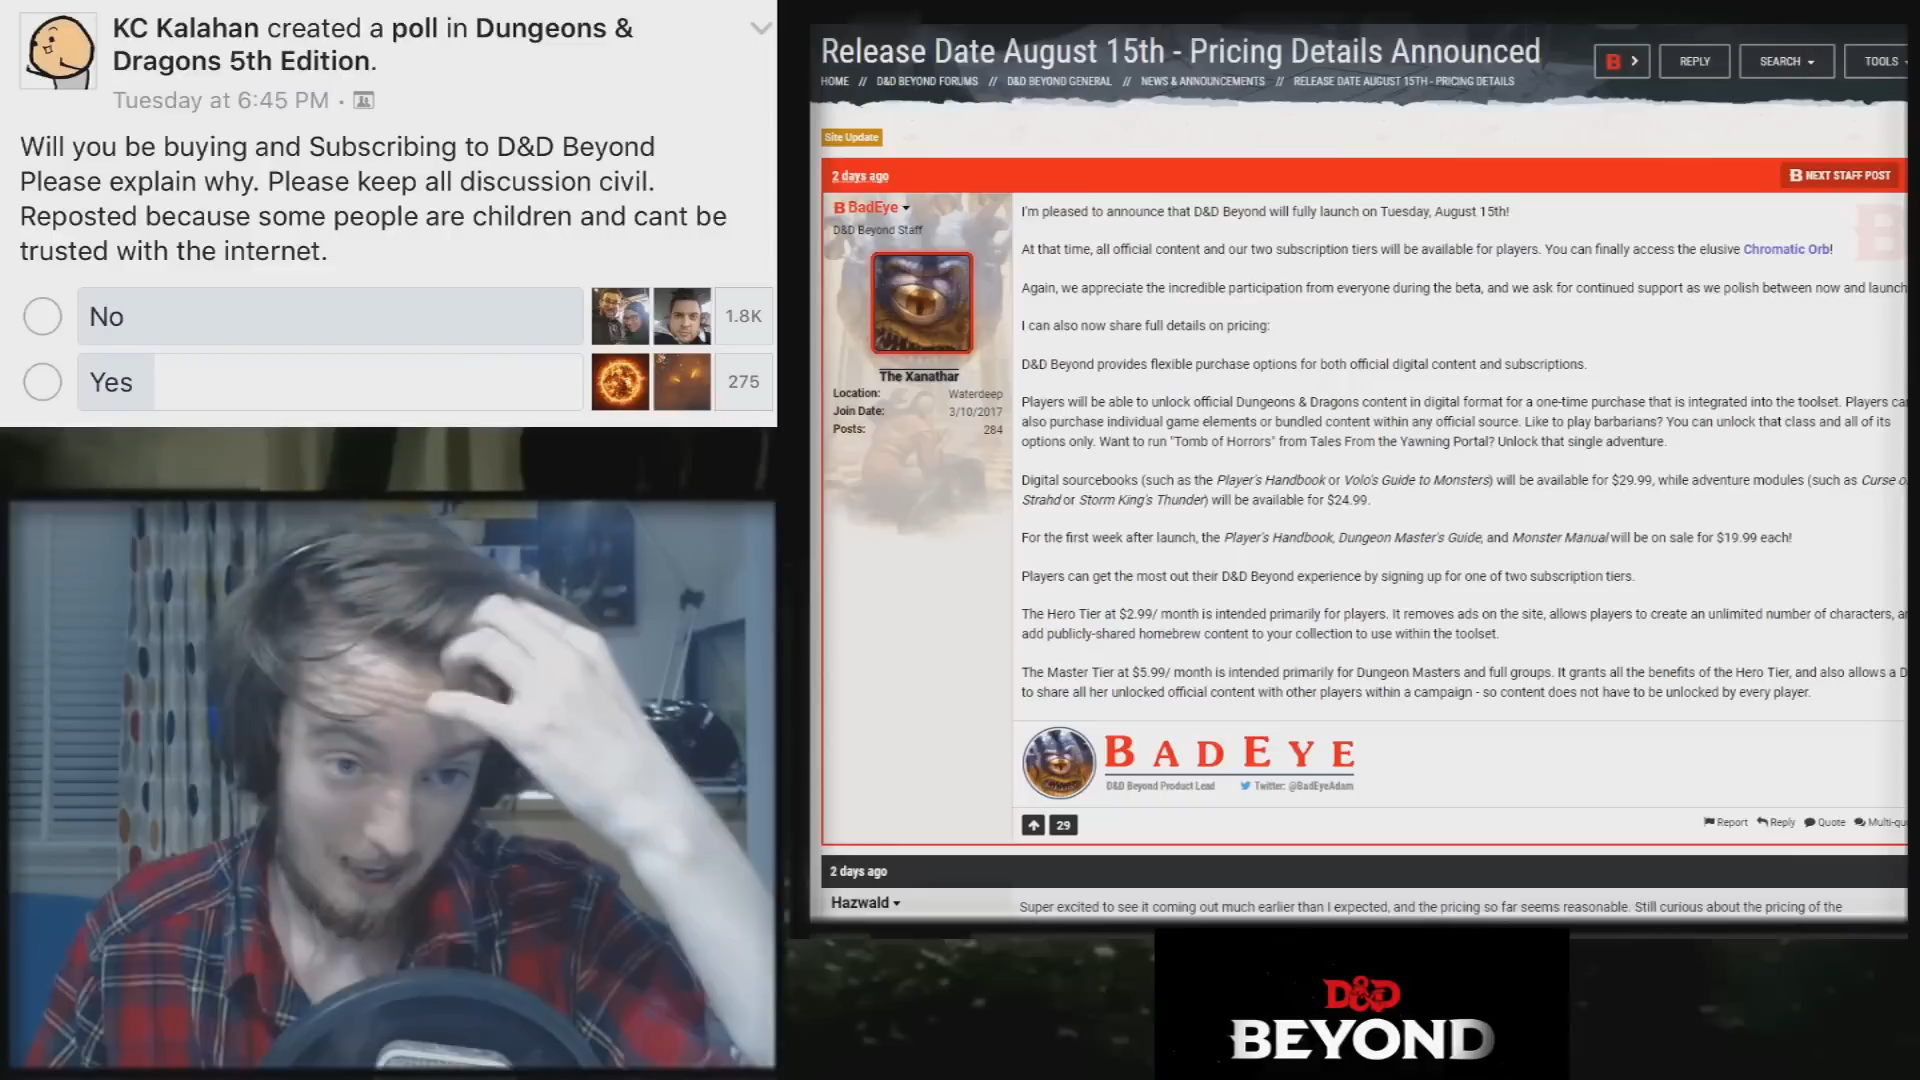 KC Kalahan created a poll in Dungeons &
Dragons 5th Edition.
Tuesday at 6:45 PM ·
Will you be buying and Subscribing to D&D Beyond
Please explain why. Please keep all discussion civil.
Reposted because some people are children and cant be
trusted with the internet.
No
1.8K
Yes
275
Release Date August 15th - Pricing Details Announced
REPLY
SEARCH
TOOLS
HOME // D&D BEYOND FORUMS // D&D BEYOND GENERAL // NEWS & ANNOUNCEMENTS // RELEASE DATE AUGUST 15TH - PRICING DETAILS
Site Update
2 days ago
NEXT STAFF POST
BadEye
D&D Beyond Staff
The Xanathar
Location: Waterdeep
Join Date: 3/10/2017
Posts: 284
I'm pleased to announce that D&D Beyond will fully launch on Tuesday, August 15th!
At that time, all official content and our two subscription tiers will be available for players. You can finally access the elusive Chromatic Orb!
Again, we appreciate the incredible participation from everyone during the beta, and we ask for continued support as we polish between now and launch
I can also now share full details on pricing:
D&D Beyond provides flexible purchase options for both official digital content and subscriptions.
Players will be able to unlock official Dungeons & Dragons content in digital format for a one-time purchase that is integrated into the toolset. Players ca
also purchase individual game elements or bundled content within any official source. Like to play barbarians? You can unlock that class and all of its
options only. Want to run "Tomb of Horrors" from Tales From the Yawning Portal? Unlock that single adventure.
Digital sourcebooks (such as the Player's Handbook or Volo's Guide to Monsters) will be available for $29.99, while adventure modules (such as Curse o
Strahd or Storm King's Thunder) will be available for $24.99.
For the first week after launch, the Player's Handbook, Dungeon Master's Guide, and Monster Manual will be on sale for $19.99 each!
Players can get the most out their D&D Beyond experience by signing up for one of two subscription tiers.
The Hero Tier at $2.99/ month is intended primarily for players. It removes ads on the site, allows players to create an unlimited number of characters, a
add publicly-shared homebrew content to your collection to use within the toolset.
The Master Tier at $5.99/ month is intended primarily for Dungeon Masters and full groups. It grants all the benefits of the Hero Tier, and also allows a D
to share all her unlocked official content with other players within a campaign - so content does not have to be unlocked by every player.
BADEYE
D&D Beyond Product Lead Twitter: @BadEyeAdam
29
Report Reply Quote Multi-qu
2 days ago
Hazwald
Super excited to see it coming out much earlier than I expected, and the pricing so far seems reasonable. Still curious about the pricing of the
D&D
BEYOND